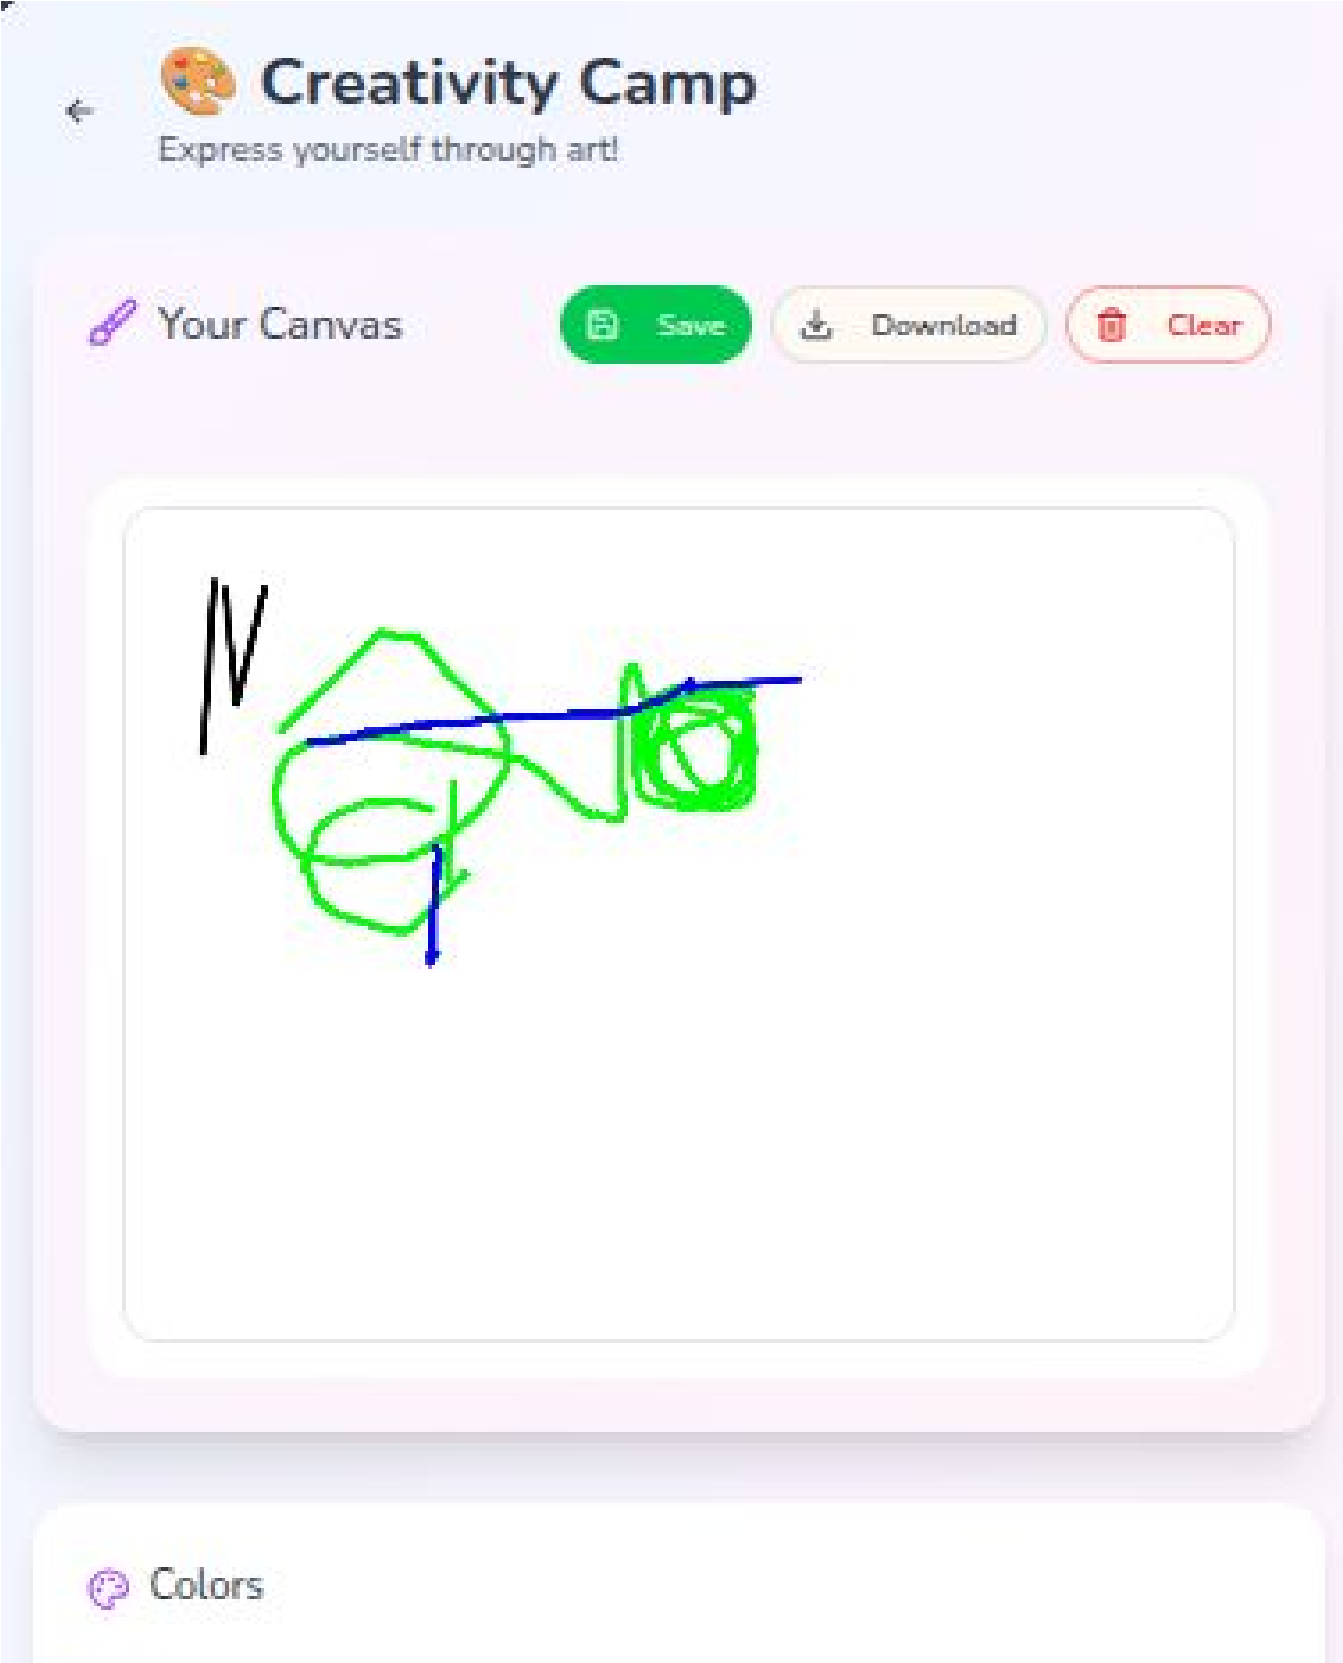 Creativity Camp
Express yourself through art!
Your Canvas
Save
Download
Clear
N
Colors